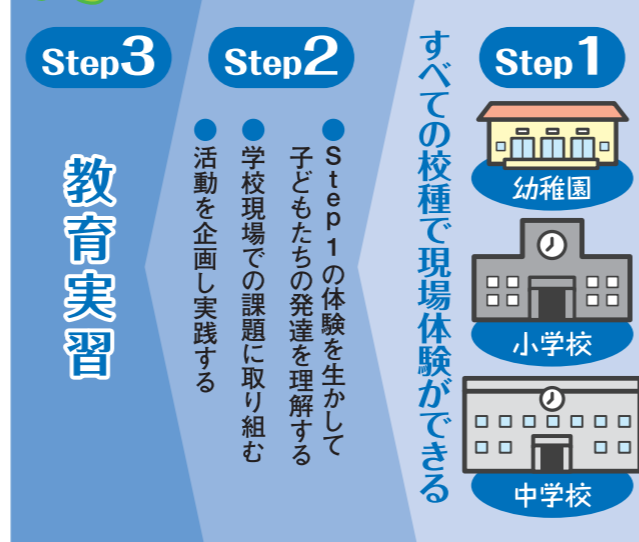 Step1
幼稚園
小学校
中学校
すべての校種で現場体験ができる
Step2
●Step1の体験を生かして
子どもたちの発達を理解する
●学校現場での課題に取り組む
●活動を企画し実践する
Step3
教育実習